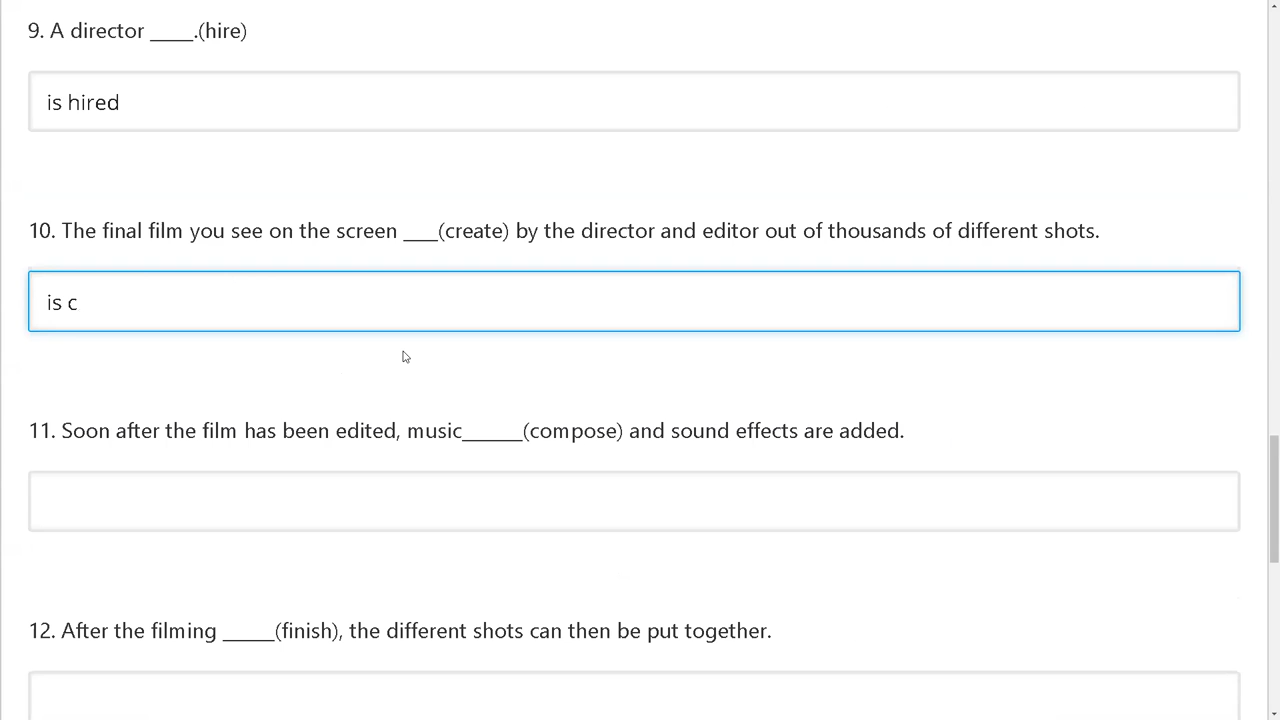 9. A director ____.(hire)
is hired
10. The final film you see on the screen ___(create) by the director and editor out of thousands of different shots.
is c
11. Soon after the film has been edited, music______(compose) and sound effects are added.
12. After the filming _____(finish), the different shots can then be put together.